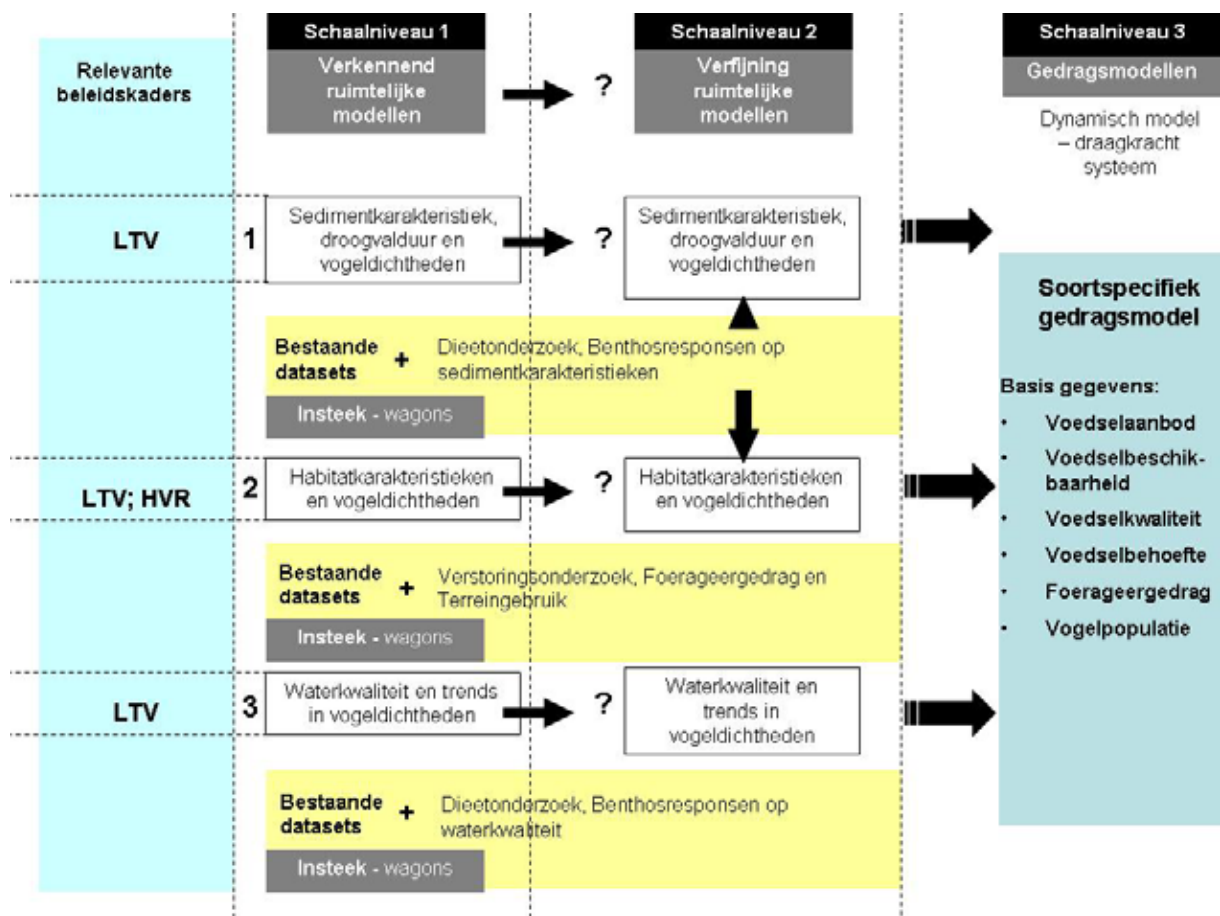 Relevante
beleidskaders
Schaalniveau 1
Verkennend
ruimtelijke
modellen
?
Schaalniveau 2
Verfijning
ruimtelijke
modellen
Schaalniveau 3
Gedragsmodellen
Dynamisch model
– draagkracht
systeem
LTV
1
Sedimentkarakteristiek,
droogvalduur en
vogeldichtheden
?
Sedimentkarakteristiek,
droogvalduur en
vogeldichtheden
Bestaande
datasets
+
Dieetonderzoek, Benthosresponsen op
sedimentkarakteristieken
Insteek - wagons
LTV; HVR
2
Habitatkarakteristieken
en vogeldichtheden
?
Habitatkarakteristieken
en vogeldichtheden
Bestaande
datasets
+
Verstoringsonderzoek, Foerageergedrag en
Terreingebruik
Insteek - wagons
LTV
3
Waterkwaliteit en trends
in vogeldichtheden
?
Waterkwaliteit en
trends in
vogeldichtheden
Bestaande
datasets
+
Dieetonderzoek, Benthosresponsen op
waterkwaliteit
Insteek - wagons
Soortspecifiek
gedragsmodel
Basis gegevens:
• Voedselaanbod
• Voedselbeschik-
baarheid
• Voedselkwaliteit
• Voedselbehoefte
• Foerageergedrag
• Vogelpopulatie